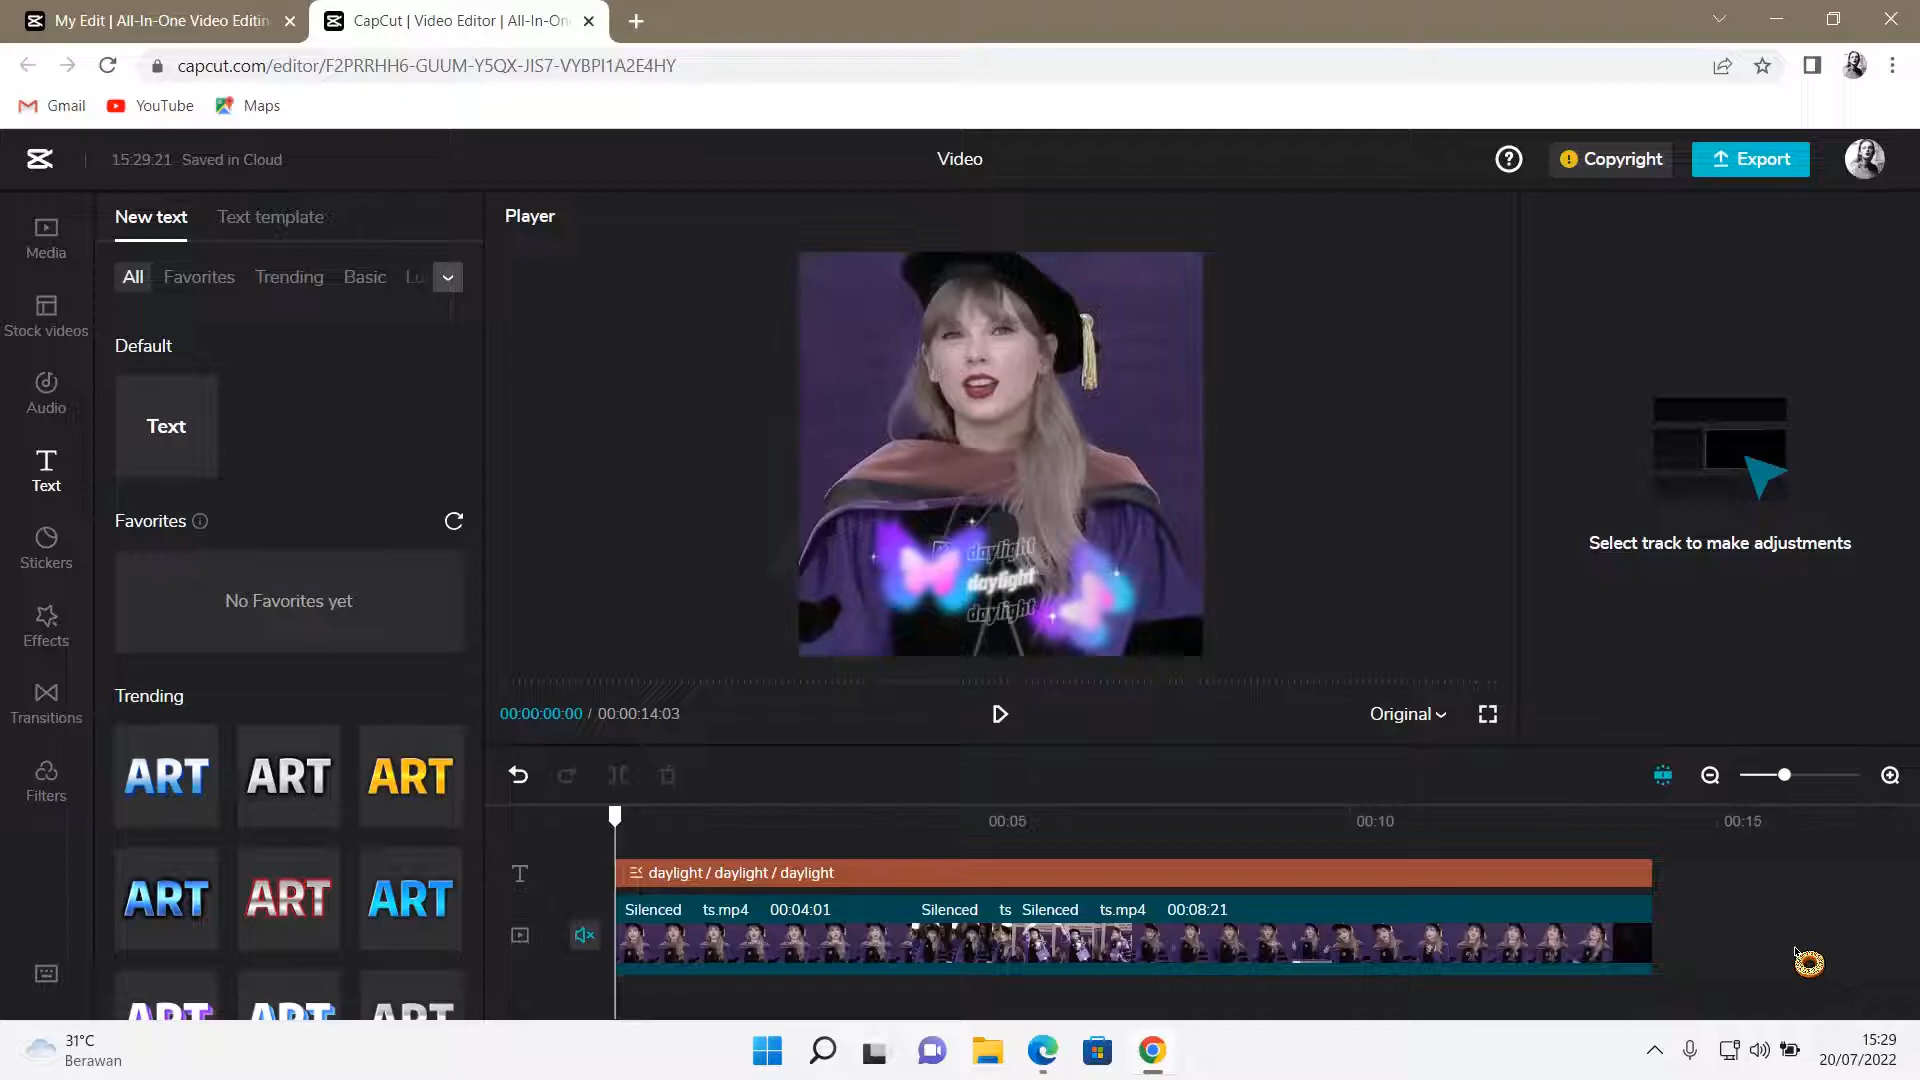 My Edit | All-In-One Video Editin
CapCut | Video Editor | All-In-On
capcut.com/editor/F2PRRHH6-GUUM-Y5QX-JIS7-VYBPI1A2E4HY
Gmail
YouTube
Maps
15:29:21 Saved in Cloud
Video
Copyright
Export
Media
Stock videos
Audio
Text
Stickers
Effects
Transitions
Filters
New text
Text template
All
Favorites
Trending
Basic
Lu
Default
Text
Favorites
No Favorites yet
Trending
ART
ART
ART
ART
ART
ART
ART
ART
ART
Player
daylight
daylight
daylight
00:00:00:00 / 00:00:14:03
Original
Select track to make adjustments
00:05
00:10
00:15
daylight / daylight / daylight
Silenced ts.mp4 00:04:01
Silenced ts
Silenced ts.mp4 00:08:21
31°C
Berawan
15:29
20/07/2022